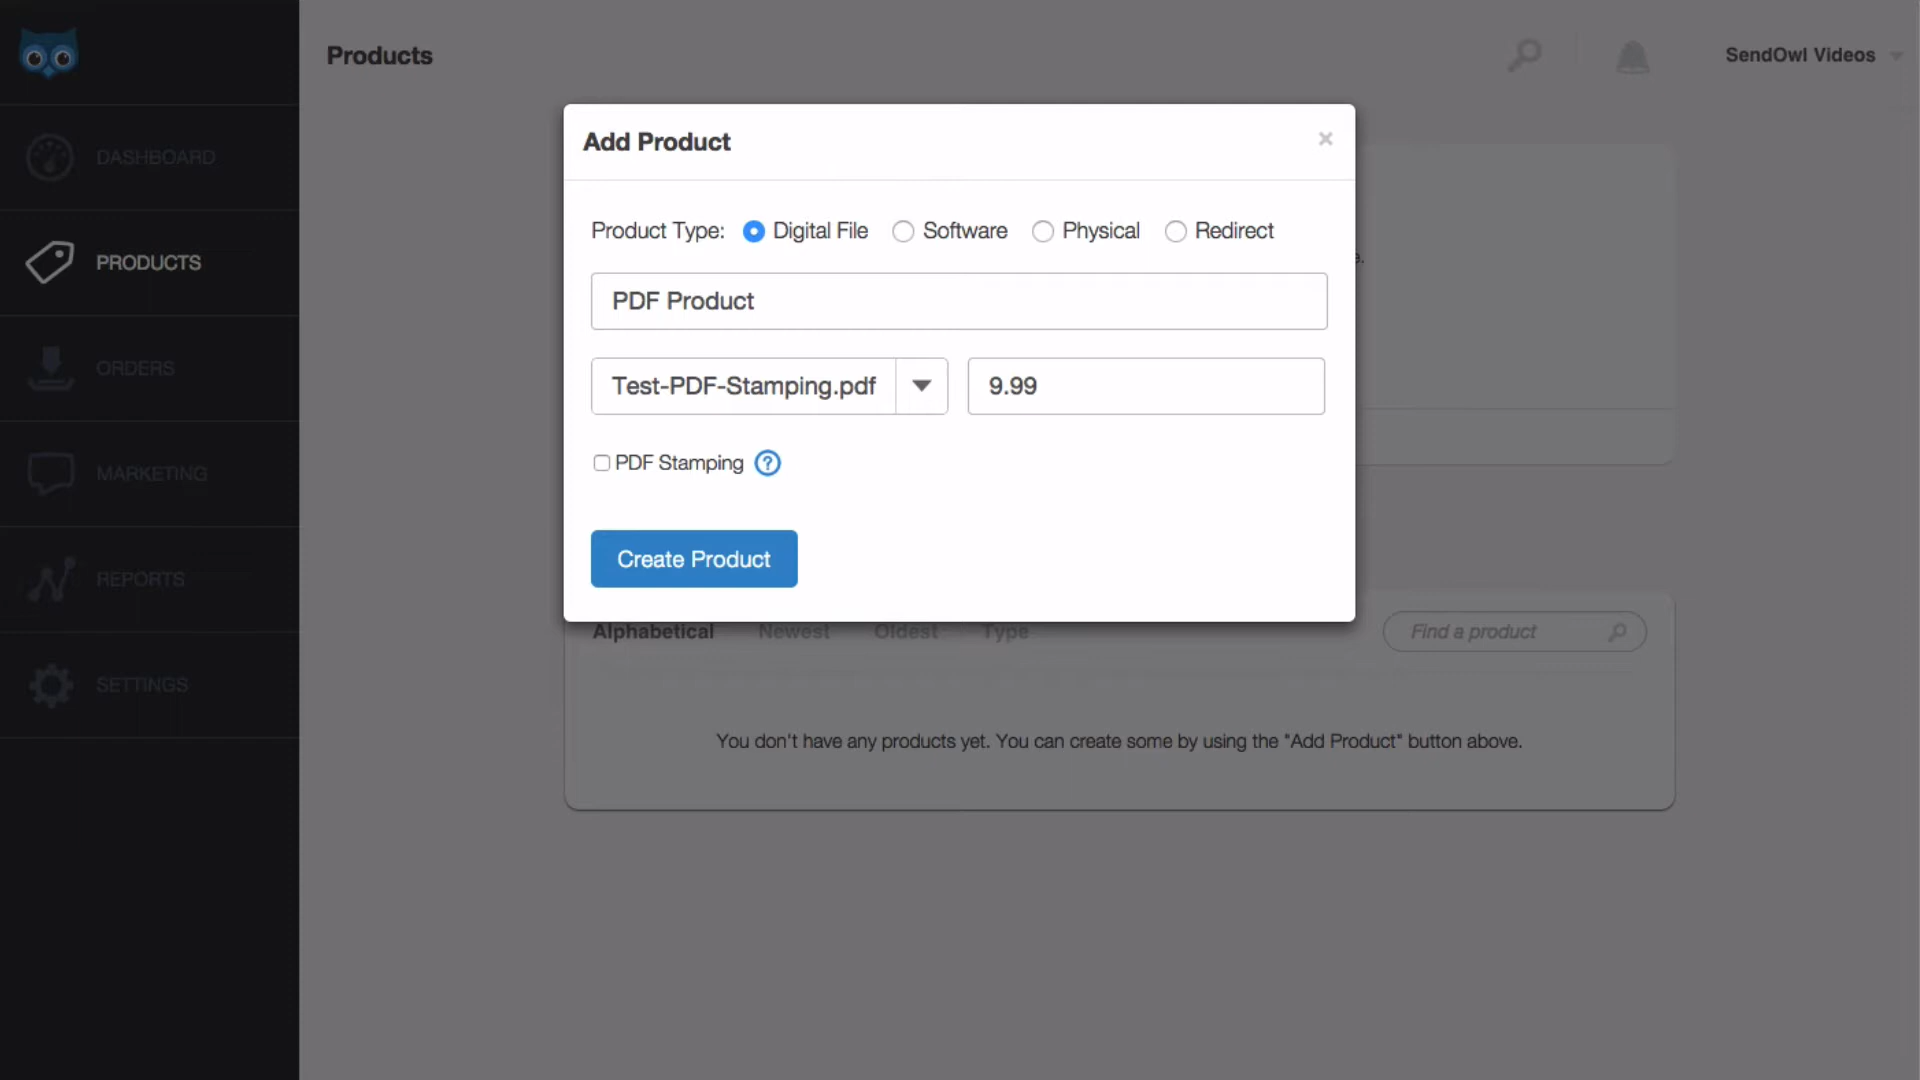 Products
SendOwl Videos
DASHBOARD
PRODUCTS
ORDERS
MARKETING
REPORTS
SETTINGS
Add Product
×
Product Type: Digital File Software Physical Redirect
e.
PDF Product
Test-PDF-Stamping.pdf 9.99
PDF Stamping ?
Create Product
Alphabetical Newest Oldest Type Find a product
You don't have any products yet. You can create some by using the "Add Product" button above.